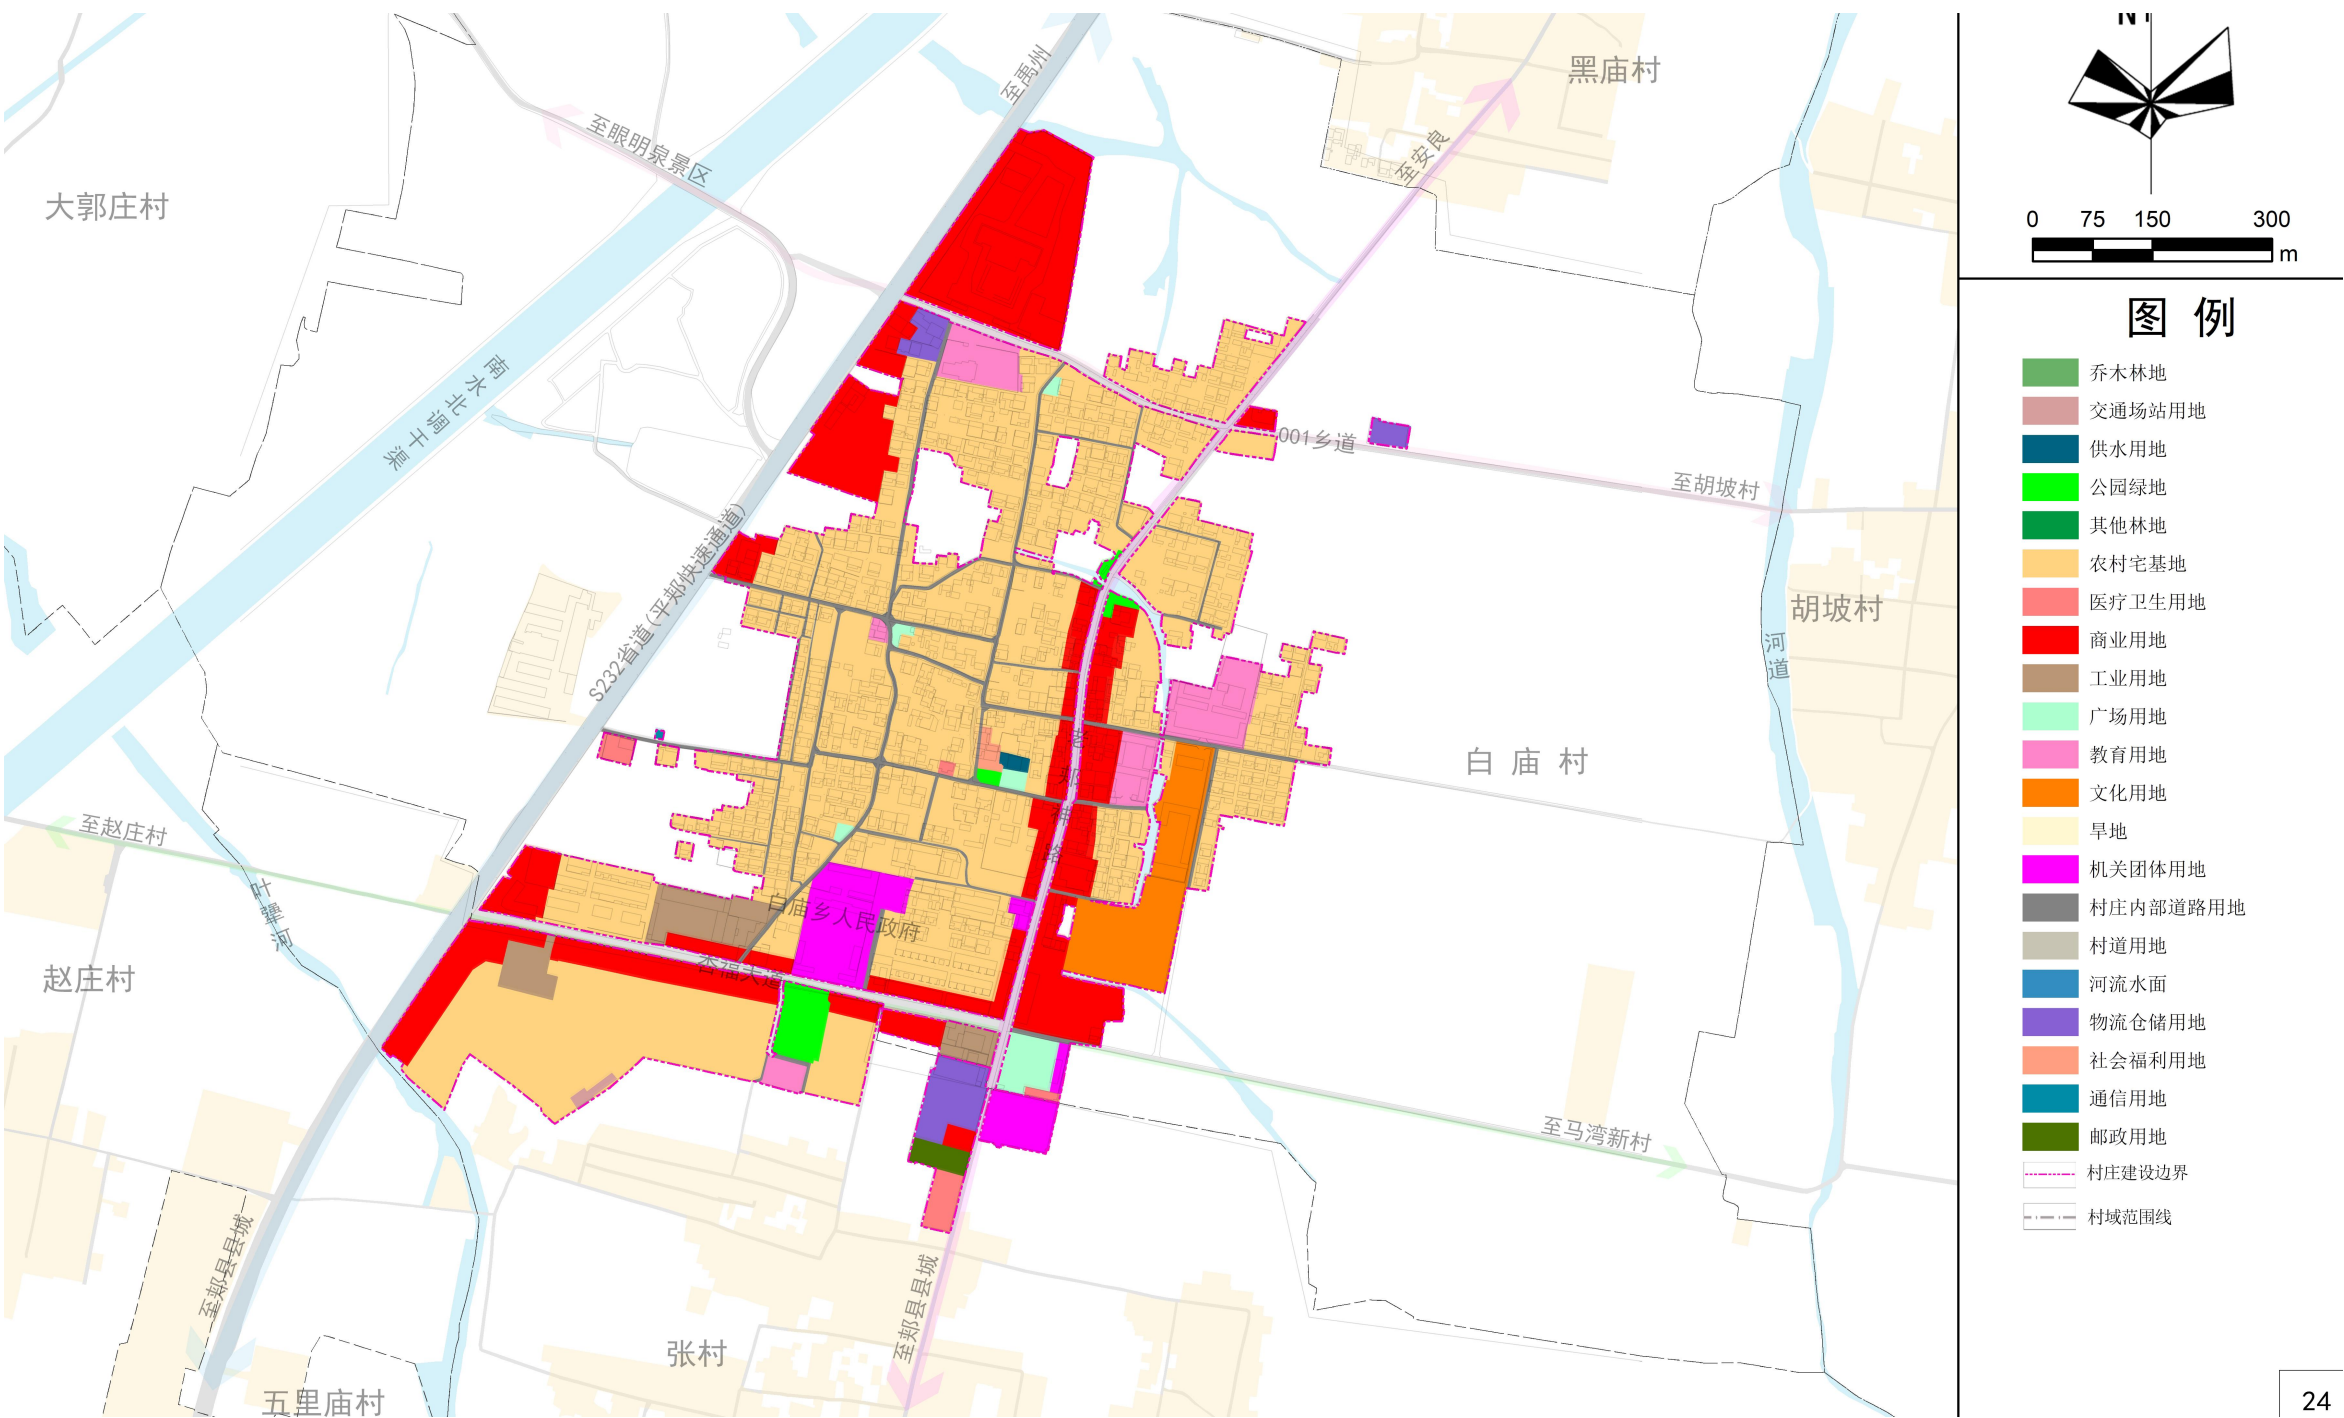 黑庙村
至禹州
至眼明泉景区
至安良
大郭庄村
南水北调干渠
001乡道
至胡坡村
S232省道(平郏快速通道)
胡坡村
河道
白庙村
老郏神路
至赵庄村
叶犟河
白庙乡人民政府
杏福大道
赵庄村
至马湾新村
至郏县县城
至郏县县城
张村
五里庙村
N
0 75 150 300
m
图例
乔木林地
交通场站用地
供水用地
公园绿地
其他林地
农村宅基地
医疗卫生用地
商业用地
工业用地
广场用地
教育用地
文化用地
旱地
机关团体用地
村庄内部道路用地
村道用地
河流水面
物流仓储用地
社会福利用地
通信用地
邮政用地
村庄建设边界
村域范围线
24